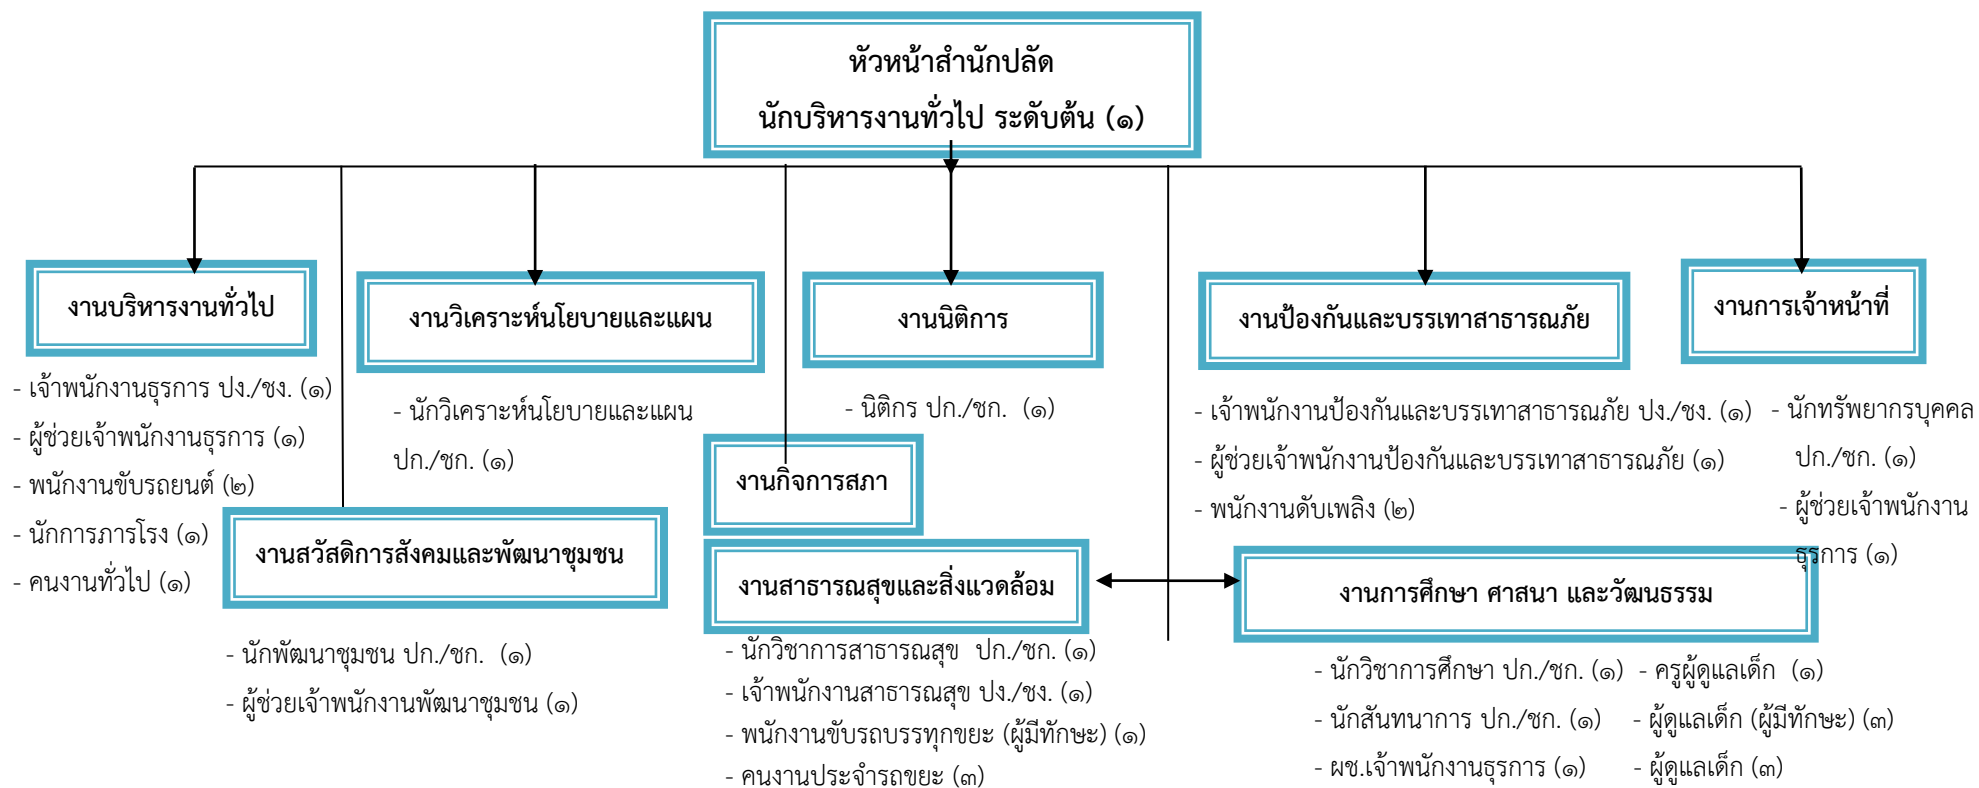 หัวหน้าสำนักปลัด
นักบริหารงานทั่วไป ระดับต้น (๑)
งานบริหารงานทั่วไป
- เจ้าพนักงานธุรการ ปง./ชง. (๑)
- ผู้ช่วยเจ้าพนักงานธุรการ (๑)
- พนักงานขับรถยนต์ (๒)
- นักการภารโรง (๑)
- คนงานทั่วไป (๑)
งานวิเคราะห์นโยบายและแผน
- นักวิเคราะห์นโยบายและแผน
ปก./ชก. (๑)
งานนิติการ
- นิติกร ปก./ชก. (๑)
งานป้องกันและบรรเทาสาธารณภัย
- เจ้าพนักงานป้องกันและบรรเทาสาธารณภัย ปง./ชง. (๑)
- ผู้ช่วยเจ้าพนักงานป้องกันและบรรเทาสาธารณภัย (๑)
- พนักงานดับเพลิง (๒)
งานการเจ้าหน้าที่
- นักทรัพยากรบุคคล
ปก./ชก. (๑)
- ผู้ช่วยเจ้าพนักงาน
ธุรการ (๑)
งานสวัสดิการสังคมและพัฒนาชุมชน
- นักพัฒนาชุมชน ปก./ชก. (๑)
- ผู้ช่วยเจ้าพนักงานพัฒนาชุมชน (๑)
งานกิจการสภา
งานสาธารณสุขและสิ่งแวดล้อม
- นักวิชาการสาธารณสุข ปก./ชก. (๑)
- เจ้าพนักงานสาธารณสุข ปง./ชง. (๑)
- พนักงานขับรถบรรทุกขยะ (ผู้มีทักษะ) (๑)
- คนงานประจำรถขยะ (๓)
งานการศึกษา ศาสนา และวัฒนธรรม
- นักวิชาการศึกษา ปก./ชก. (๑)
- นักสันทนาการ ปก./ชก. (๑)
- ผช.เจ้าพนักงานธุรการ (๑)
- ครูผู้ดูแลเด็ก (๑)
- ผู้ดูแลเด็ก (ผู้มีทักษะ) (๓)
- ผู้ดูแลเด็ก (๓)